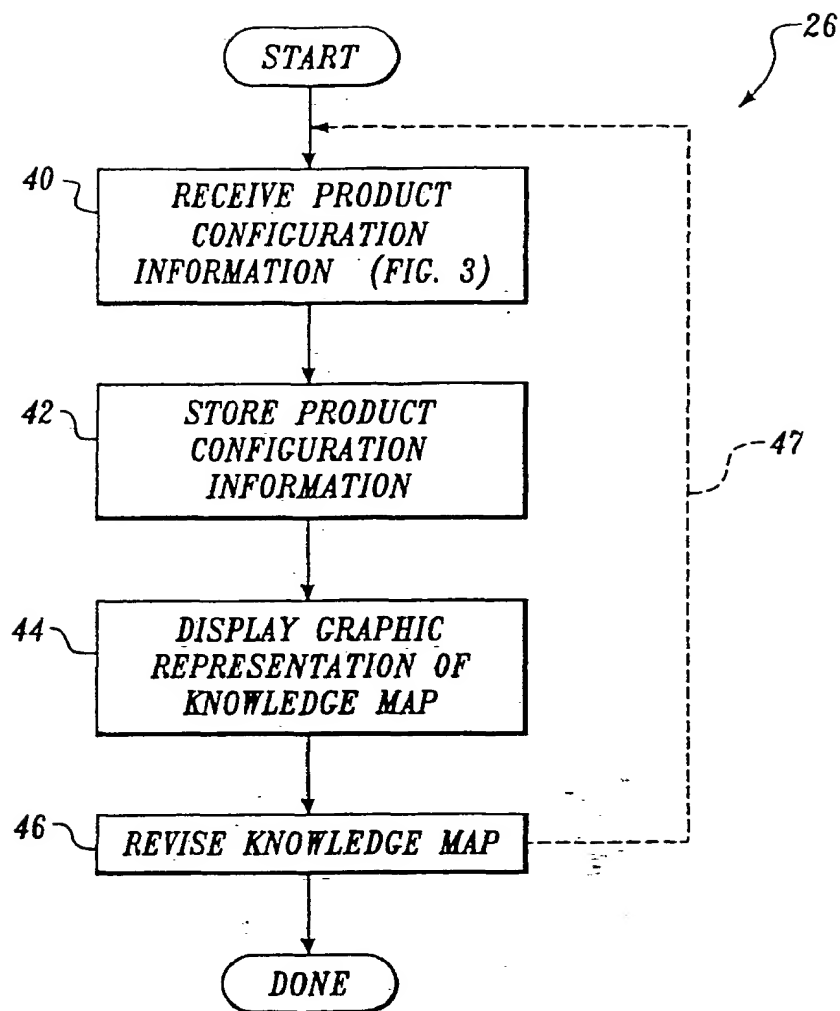 26
START
40
RECEIVE PRODUCT
CONFIGURATION
INFORMATION (FIG. 3)
42
STORE PRODUCT
CONFIGURATION
INFORMATION
47
44
DISPLAY GRAPHIC
REPRESENTATION OF
KNOWLEDGE MAP
46
REVISE KNOWLEDGE MAP
DONE